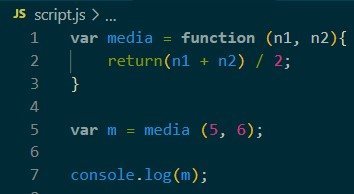 JS script.js > ...
1 var media = function (n1, n2){
2     return(n1 + n2) / 2;
3 }
4
5 var m = media (5, 6);
6
7 console.log(m);